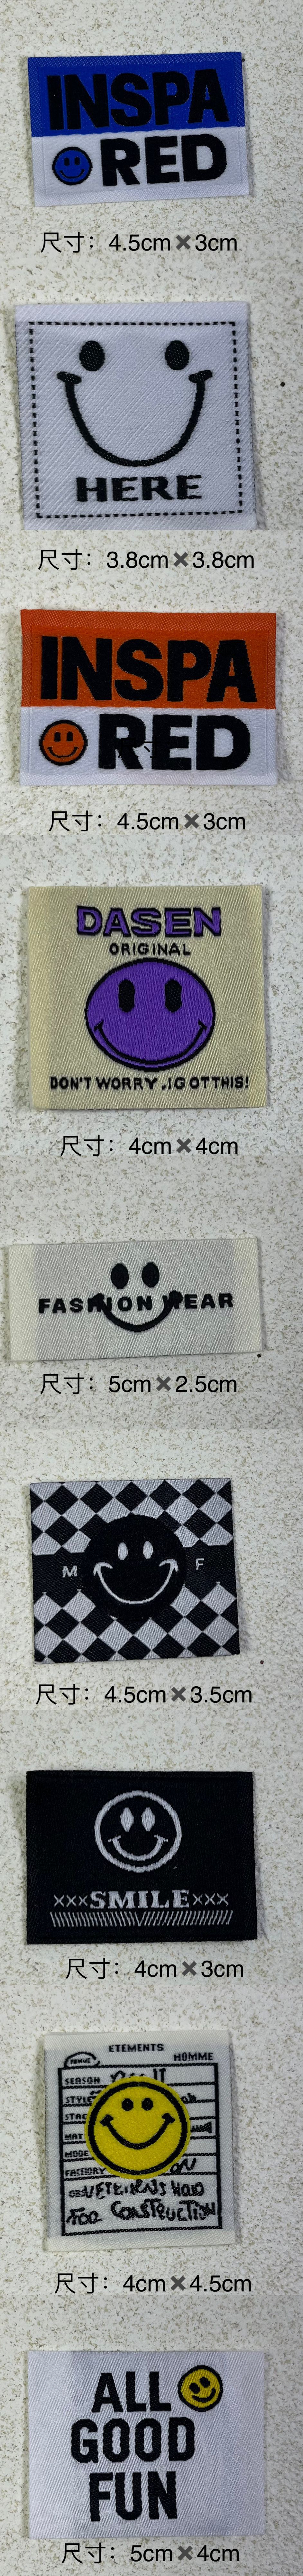 INSPA
RED
尺寸：4.5cm✖3cm
HERE
尺寸：3.8cm✖3.8cm
INSPA
RED
尺寸：4.5cm✖3cm
DASEN
ORIGINAL
DON'T WORRY .IGOTTHIS!
尺寸：4cm✖4cm
FASHION WEAR
尺寸：5cm✖2.5cm
M F
尺寸：4.5cm✖3.5cm
×××SMILE×××
尺寸：4cm✖3cm
ETEMENTS
HOMME
SEASON
STYLE
MAT
MODE
FACTIORY
FOO CONSTRUCTION
尺寸：4cm✖4.5cm
ALL
GOOD
FUN
尺寸：5cm✖4cm